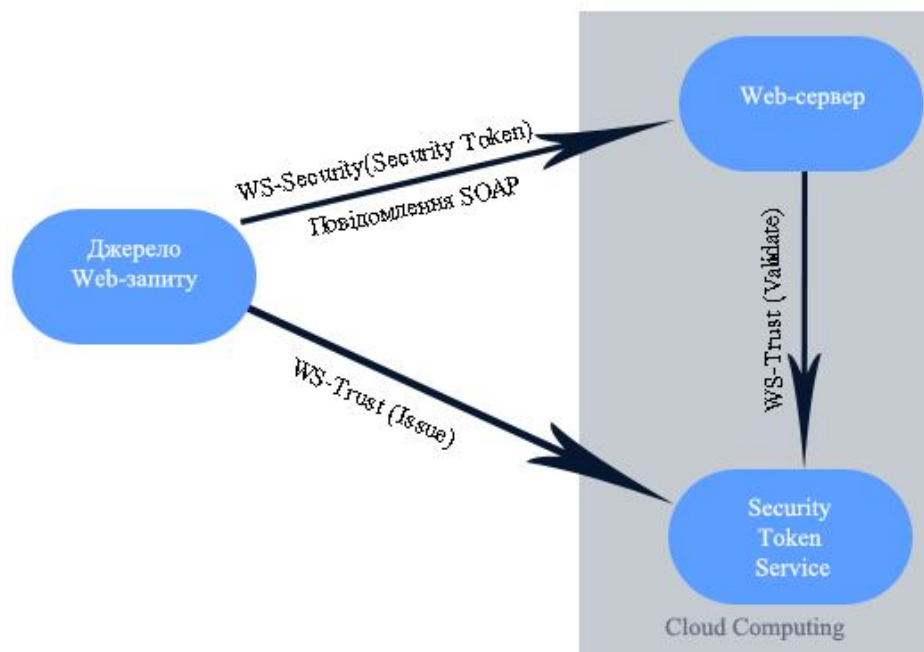 Web-сервер
WS-Security(Security Token)
Повідомлення SOAP
Джерело
Web-запиту
WS-Trust (Validate)
WS-Trust (Issue)
Security
Token
Service
Cloud Computing